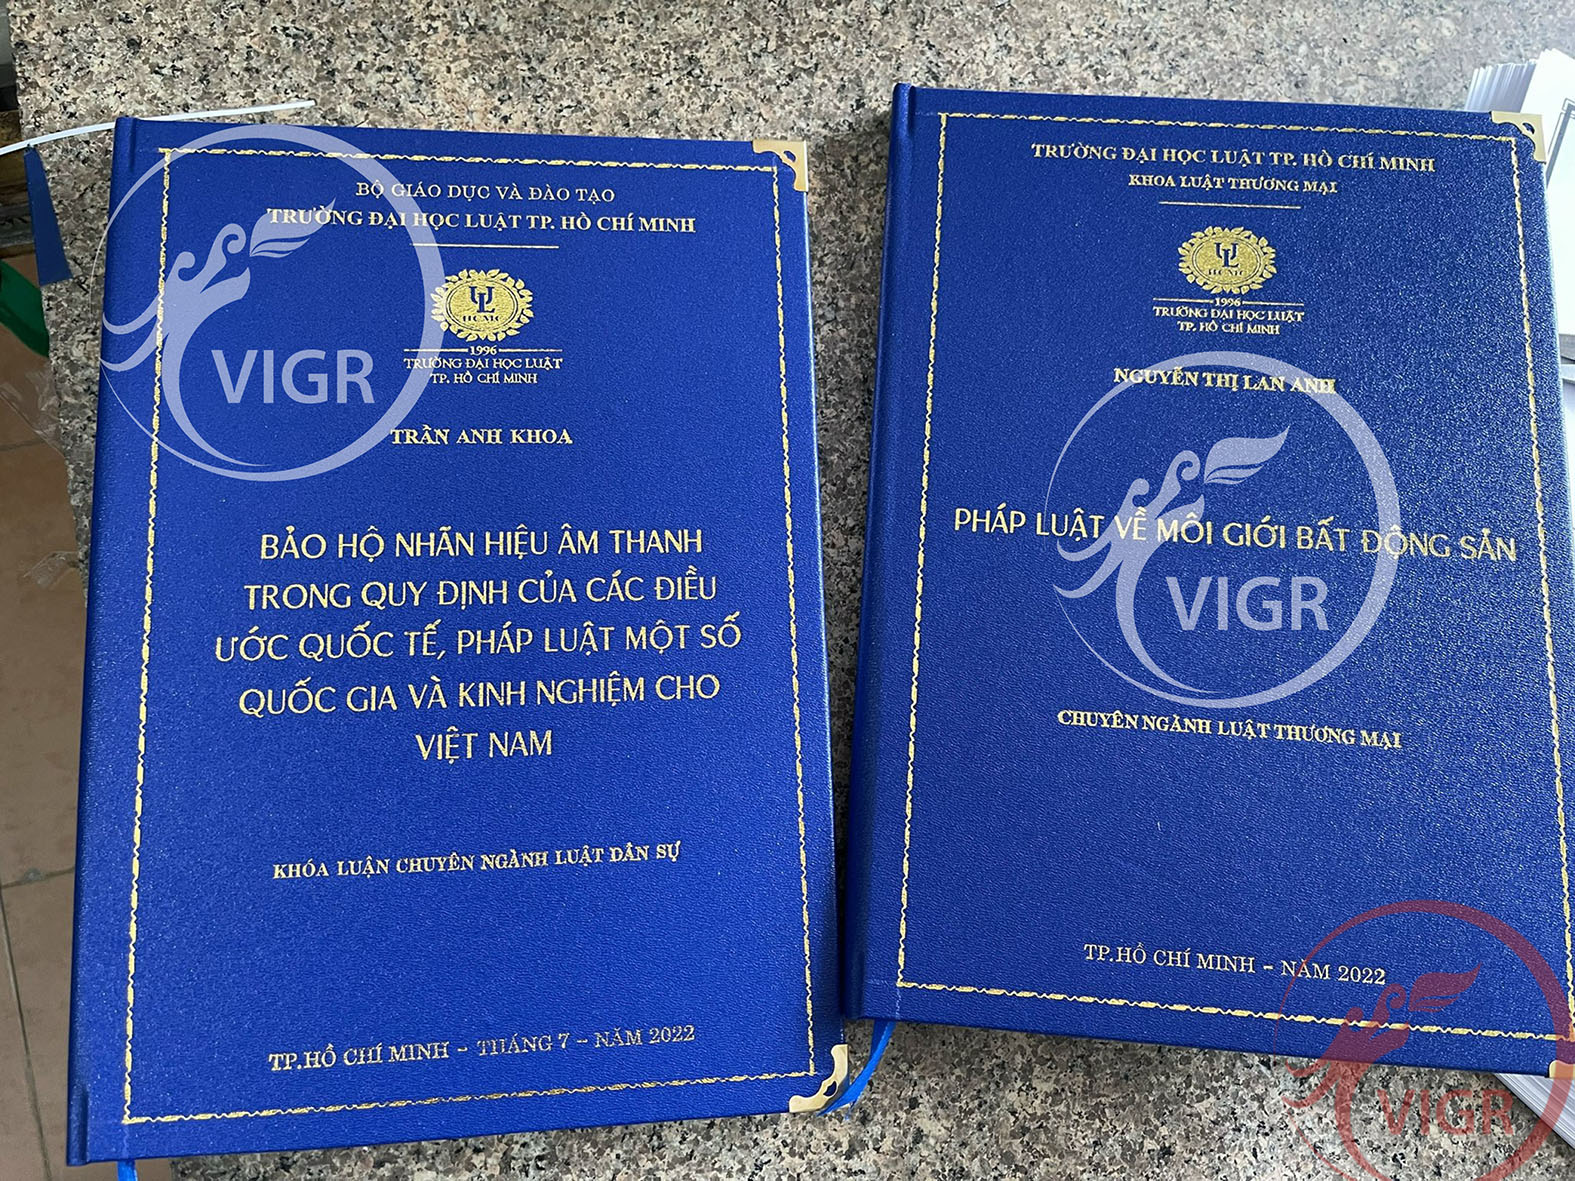 BỘ GIÁO DỤC VÀ ĐÀO TẠO
TRƯỜNG ĐẠI HỌC LUẬT TP. HỒ CHÍ MINH
UL
HCMC
1996
TRƯỜNG ĐẠI HỌC LUẬT
TP. HỒ CHÍ MINH
VIGR
TRẦN ANH KHOA
BẢO HỘ NHÃN HIỆU ÂM THANH
TRONG QUY ĐỊNH CỦA CÁC ĐIỀU
ƯỚC QUỐC TẾ, PHÁP LUẬT MỘT SỐ
QUỐC GIA VÀ KINH NGHIỆM CHO
VIỆT NAM
KHÓA LUẬN CHUYÊN NGÀNH LUẬT DÂN SỰ
TP.HỒ CHÍ MINH - THÁNG 7 - NĂM 2022
TRƯỜNG ĐẠI HỌC LUẬT TP. HỒ CHÍ MINH
KHOA LUẬT THƯƠNG MẠI
UL
HCMC
1996
TRƯỜNG ĐẠI HỌC LUẬT
TP. HỒ CHÍ MINH
NGUYỄN THỊ LAN ANH
PHÁP LUẬT VỀ MÔI GIỚI BẤT ĐỘNG SẢN
VIGR
CHUYÊN NGÀNH LUẬT THƯƠNG MẠI
TP.HỒ CHÍ MINH - NĂM 2022
VIGR